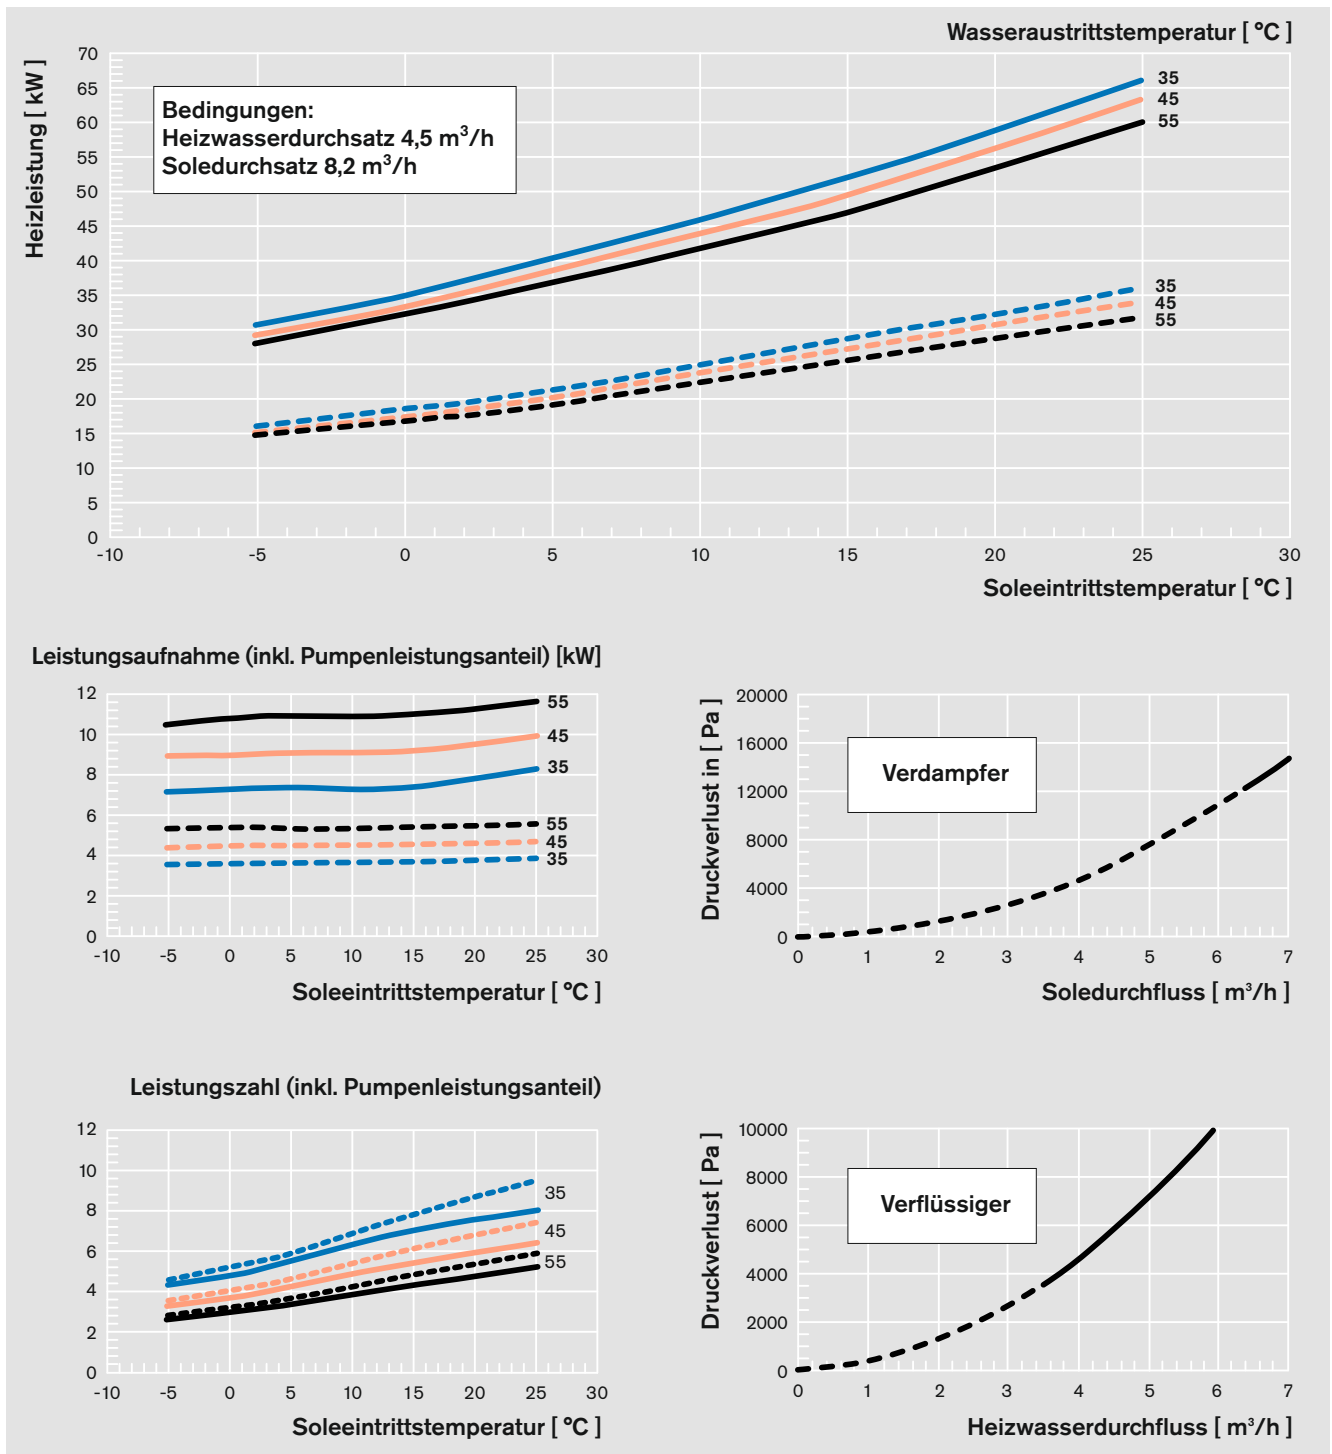 Wasseraustrittstemperatur [ °C ]
Heizleistung [ kW ]
70
65
60
55
50
45
40
35
30
25
20
15
10
5
0
Bedingungen:
Heizwasserdurchsatz 4,5 m³/h
Soledurchsatz 8,2 m³/h
35
45
55
35
45
55
-10 -5 0 5 10 15 20 25 30
Soleeintrittstemperatur [ °C ]
Leistungsaufnahme (inkl. Pumpenleistungsanteil) [kW]
12
10
8
6
4
2
0
55
45
35
55
45
35
-10 -5 0 5 10 15 20 25 30
Soleeintrittstemperatur [ °C ]
Druckverlust in [ Pa ]
20000
16000
12000
8000
4000
0
Verdampfer
0 1 2 3 4 5 6 7
Soledurchfluss [ m³/h ]
Leistungszahl (inkl. Pumpenleistungsanteil)
12
10
8
6
4
2
0
35
45
55
-10 -5 0 5 10 15 20 25 30
Soleeintrittstemperatur [ °C ]
Druckverlust [ Pa ]
10000
8000
6000
4000
2000
0
Verflüssiger
0 1 2 3 4 5 6 7
Heizwasserdurchfluss [ m³/h ]